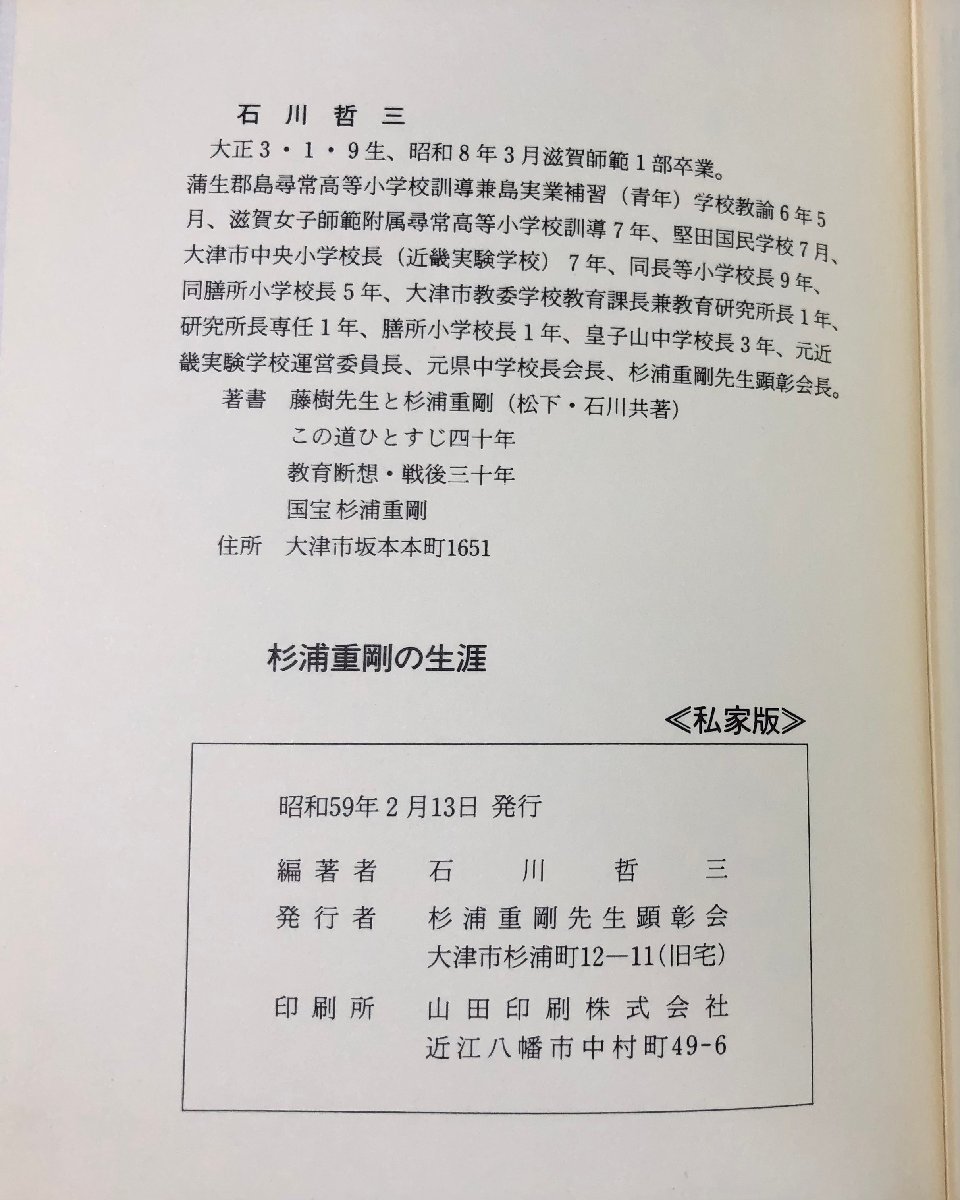 石川哲三
大正3・1・9生、昭和8年3月滋賀師範1部卒業。
蒲生郡島尋常高等小学校訓導兼島実業補習（青年）学校教諭6年5
月、滋賀女子師範附属尋常高等小学校訓導7年、堅田国民学校7月、
大津市中央小学校長（近畿実験学校）7年、同長等小学校長9年、
同膳所小学校長5年、大津市教委学校教育課長兼教育研究所長1年、
研究所長専任1年、膳所小学校長1年、皇子山中学校長3年、元近
畿実験学校運営委員長、元県中学校長会長、杉浦重剛先生顕彰会長。
著書　藤樹先生と杉浦重剛（松下・石川共著）
この道ひとすじ四十年
教育断想・戦後三十年
国宝 杉浦重剛
住所　大津市坂本本町1651
杉浦重剛の生涯
≪私家版≫
昭和59年2月13日 発行
編著者　石川哲三
発行者　杉浦重剛先生顕彰会
大津市杉浦町12―11（旧宅）
印刷所　山田印刷株式会社
近江八幡市中村町49-6